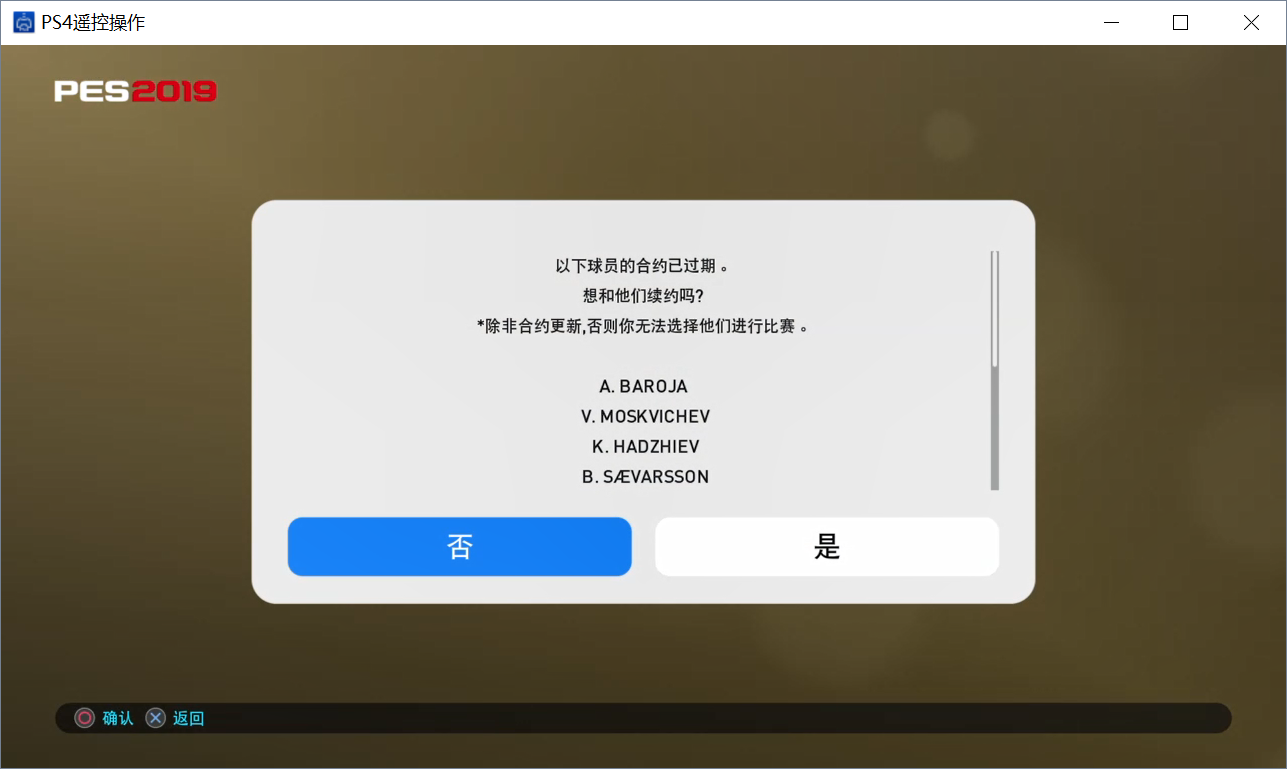 PS4遥控操作
PES2019
以下球员的合约已过期。
想和他们续约吗?
*除非合约更新,否则你无法选择他们进行比赛。
A. BAROJA
V. MOSKVICHEV
K. HADZHIEV
B. SÆVARSSON
否
是
确认 返回